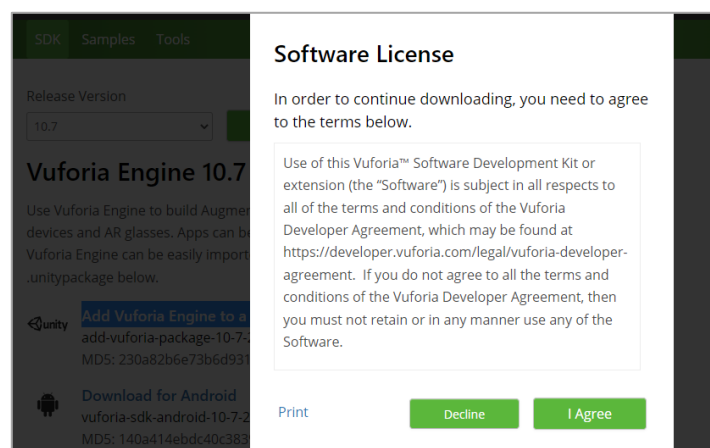 SDK Samples Tools
Release Version
10.7
Vuforia Engine 10.7
Use Vuforia Engine to build
devices and AR glasses. Apps can be
Vuforia Engine can be easily
.unitypackage below.
unity
Add Vuforia Engine to a
add-vuforia-package-10-7-2
MD5: 230a82b6e73b6d931
Download for Android
vuforia-sdk-android-10-7-2
MD5: 140a414ebdc40c383
Software License
In order to continue downloading, you need to agree
to the terms below.
Use of this Vuforia™ Software Development Kit or
extension (the “Software”) is subject in all respects to
all of the terms and conditions of the Vuforia
Developer Agreement, which may be found at
https://developer.vuforia.com/legal/vuforia-developer-
agreement. If you do not agree to all the terms and
conditions of the Vuforia Developer Agreement, then
you must not retain or in any manner use any of the
Software.
Print
Decline
I Agree